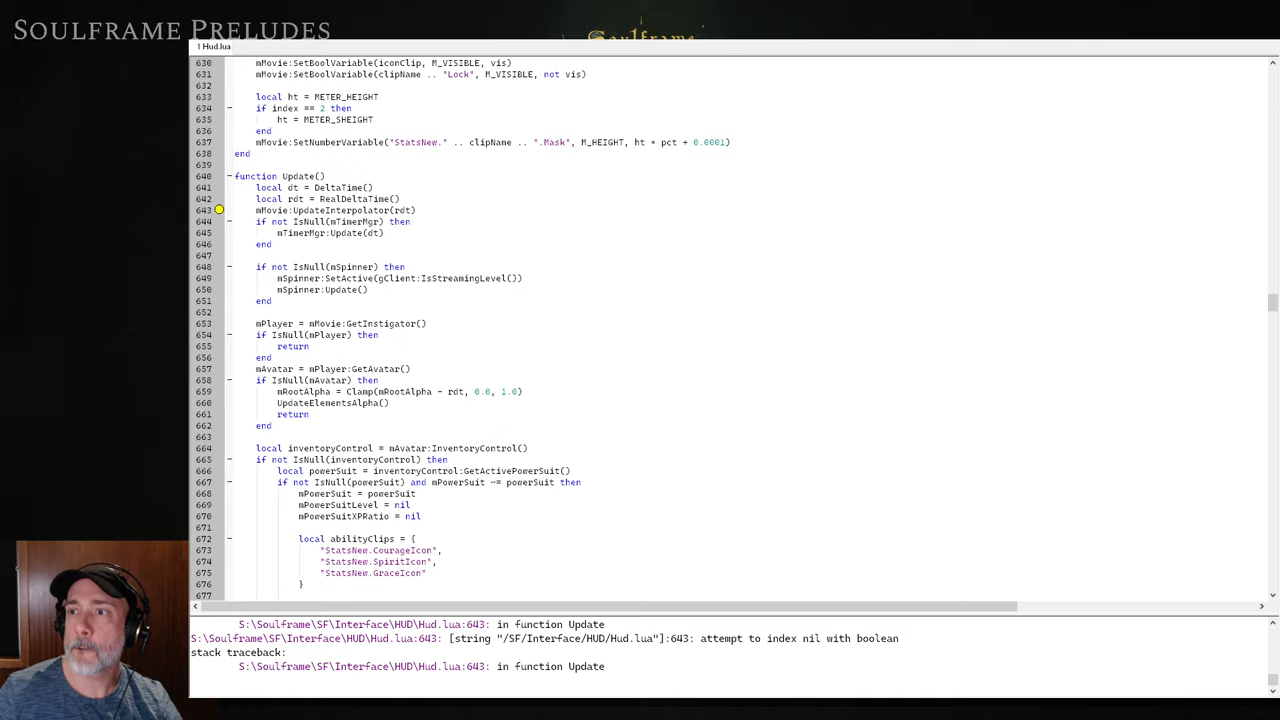 SOULFRAME PRELUDES
Soulframe
1 Hud.lua
630 mMovie:SetBoolVariable(iconClip, M_VISIBLE, vis)
631 mMovie:SetBoolVariable(clipName .. "Lock", M_VISIBLE, not vis)
632
633 local ht = METER_HEIGHT
634 if index == 2 then
635 ht = METER_SHEIGHT
636 end
637 mMovie:SetNumberVariable("StatsNew." .. clipName .. ".Mask", M_HEIGHT, ht * pct + 0.0001)
638 end
639
640 function Update()
641 local dt = DeltaTime()
642 local rdt = RealDeltaTime()
643 mMovie:UpdateInterpolator(rdt)
644 if not IsNull(mTimerMgr) then
645 mTimerMgr:Update(dt)
646 end
647
648 if not IsNull(mSpinner) then
649 mSpinner:SetActive(gClient:IsStreamingLevel())
650 mSpinner:Update()
651 end
652
653 mPlayer = mMovie:GetInstigator()
654 if IsNull(mPlayer) then
655 return
656 end
657 mAvatar = mPlayer:GetAvatar()
658 if IsNull(mAvatar) then
659 mRootAlpha = Clamp(mRootAlpha - rdt, 0.0, 1.0)
660 UpdateElementsAlpha()
661 return
662 end
663
664 local inventoryControl = mAvatar:InventoryControl()
665 if not IsNull(inventoryControl) then
666 local powerSuit = inventoryControl:GetActivePowerSuit()
667 if not IsNull(powerSuit) and mPowerSuit ~= powerSuit then
668 mPowerSuit = powerSuit
669 mPowerSuitLevel = nil
670 mPowerSuitXPRatio = nil
671
672 local abilityClips = {
673 "StatsNew.CourageIcon",
674 "StatsNew.SpiritIcon",
675 "StatsNew.GraceIcon"
676 }
677
S:\Soulframe\SF\Interface\HUD\Hud.lua:643: in function Update
S:\Soulframe\SF\Interface\HUD\Hud.lua:643: [string "/SF/Interface/HUD/Hud.lua"]:643: attempt to index nil with boolean
stack traceback:
S:\Soulframe\SF\Interface\HUD\Hud.lua:643: in function Update